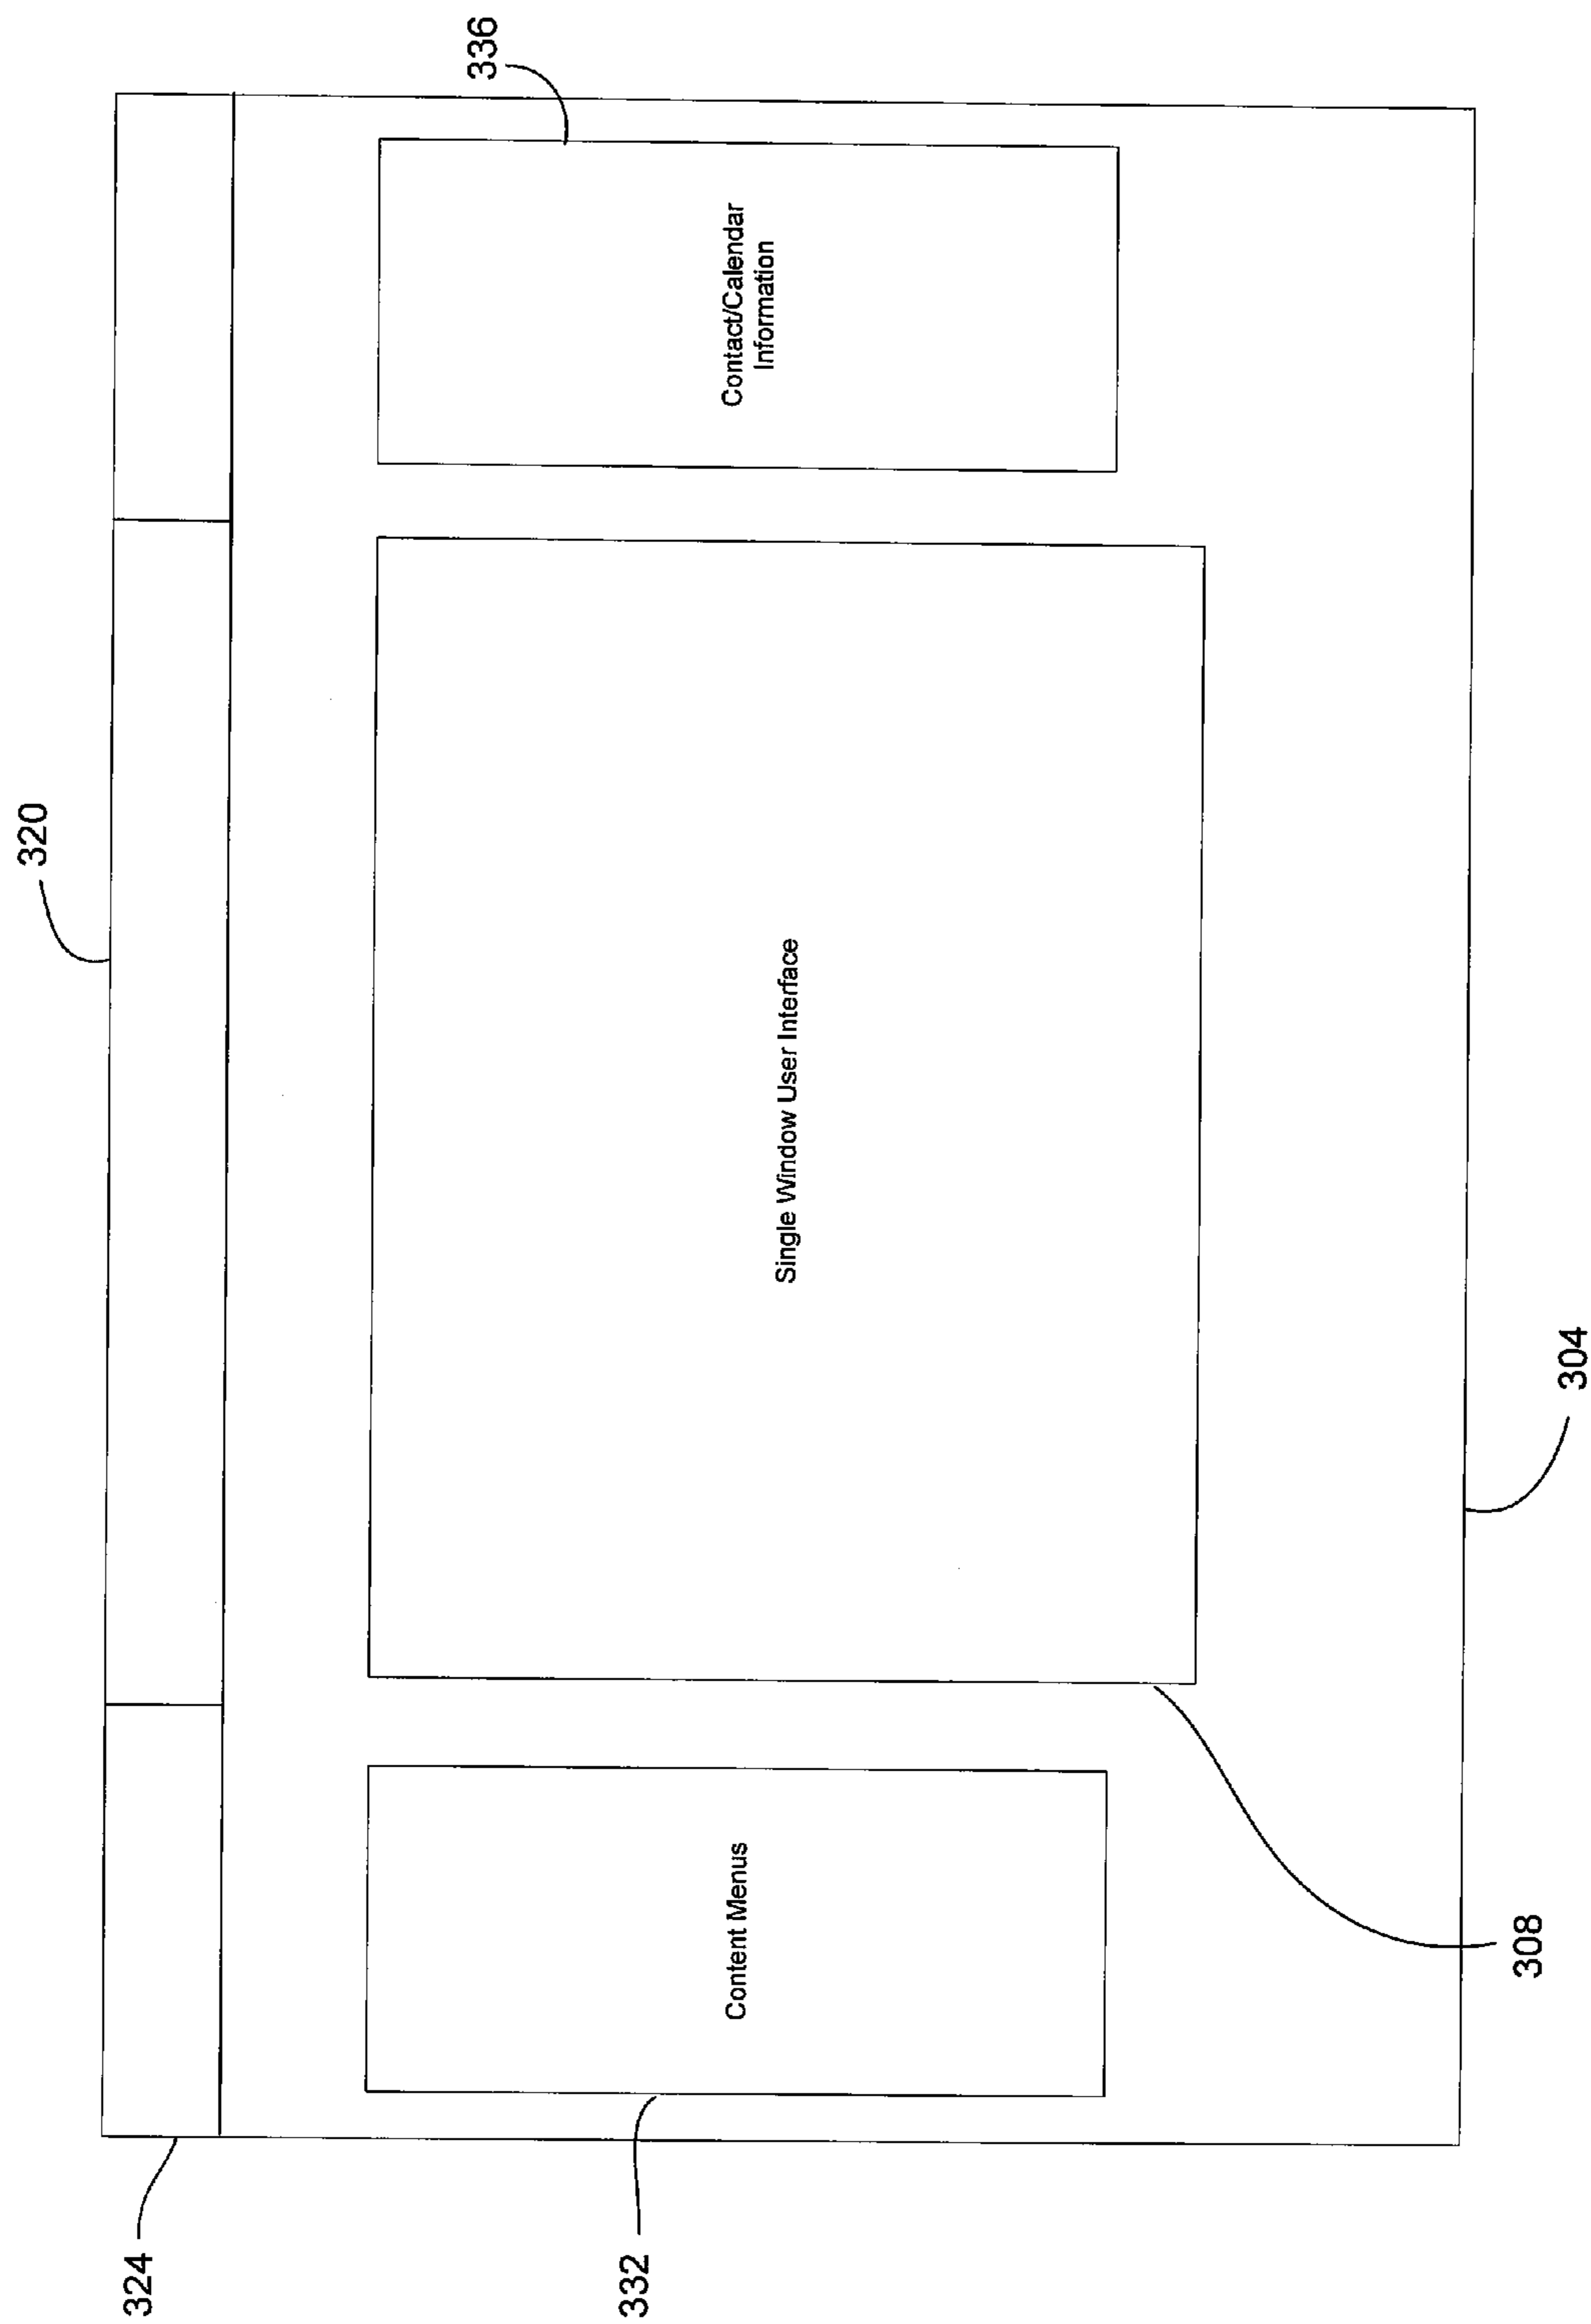 320
324
336
332
Content Menus
Single Window User Interface
Contact/Calendar
Information
308
304